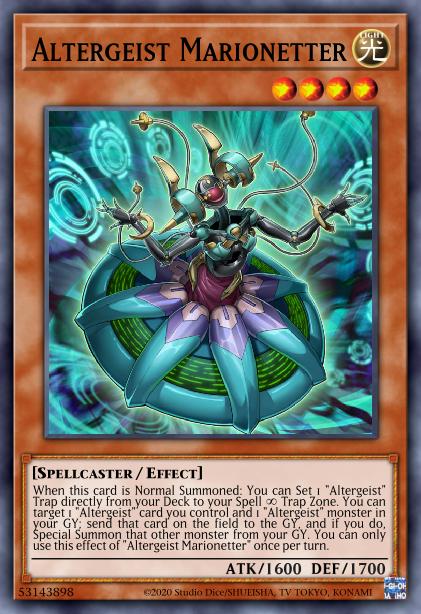 Altergeist Marionetter
LIGHT
光
[Spellcaster / Effect]
When this card is Normal Summoned: You can Set 1 "Altergeist"
Trap directly from your Deck to your Spell ∞ Trap Zone. You can
target 1 "Altergeist" card you control and 1 "Altergeist" monster in
your GY; send that card on the field to the GY, and if you do,
Special Summon that other monster from your GY. You can only
use this effect of "Altergeist Marionetter" once per turn.
ATK/1600 DEF/1700
53143898
©2020 Studio Dice/SHUEISHA, TV TOKYO, KONAMI